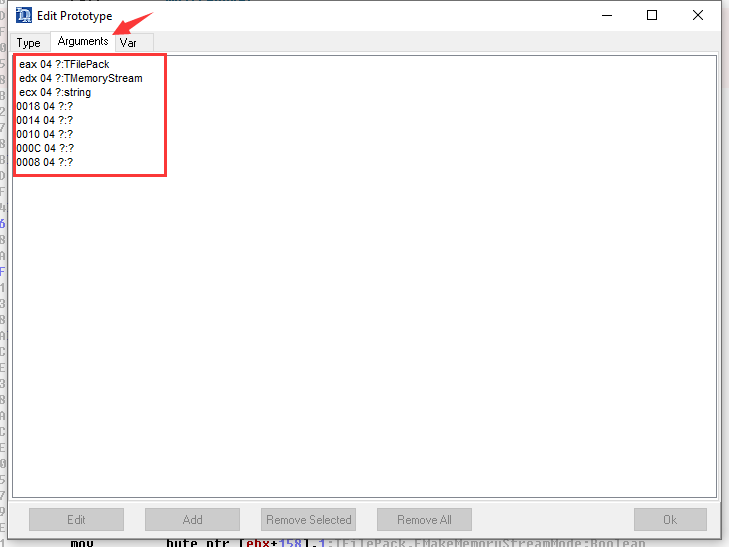 Edit Prototype
Type Arguments Var
eax 04 ?:TFilePack
edx 04 ?:TMemoryStream
ecx 04 ?:string
0018 04 ?:?
0014 04 ?:?
0010 04 ?:?
000C 04 ?:?
0008 04 ?:?
Edit Add Remove Selected Remove All Ok
mov byte ptr [ebx+158],1;TFilePack.FMakeMemoryStreamMode:Boolean